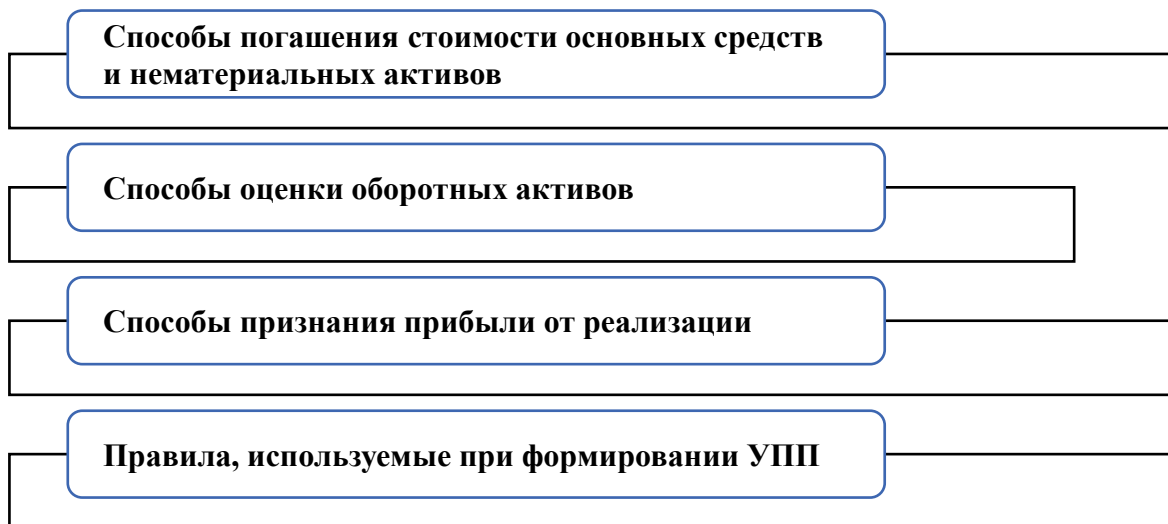 Способы погашения стоимости основных средств
и нематериальных активов
Способы оценки оборотных активов
Способы признания прибыли от реализации
Правила, используемые при формировании УПП